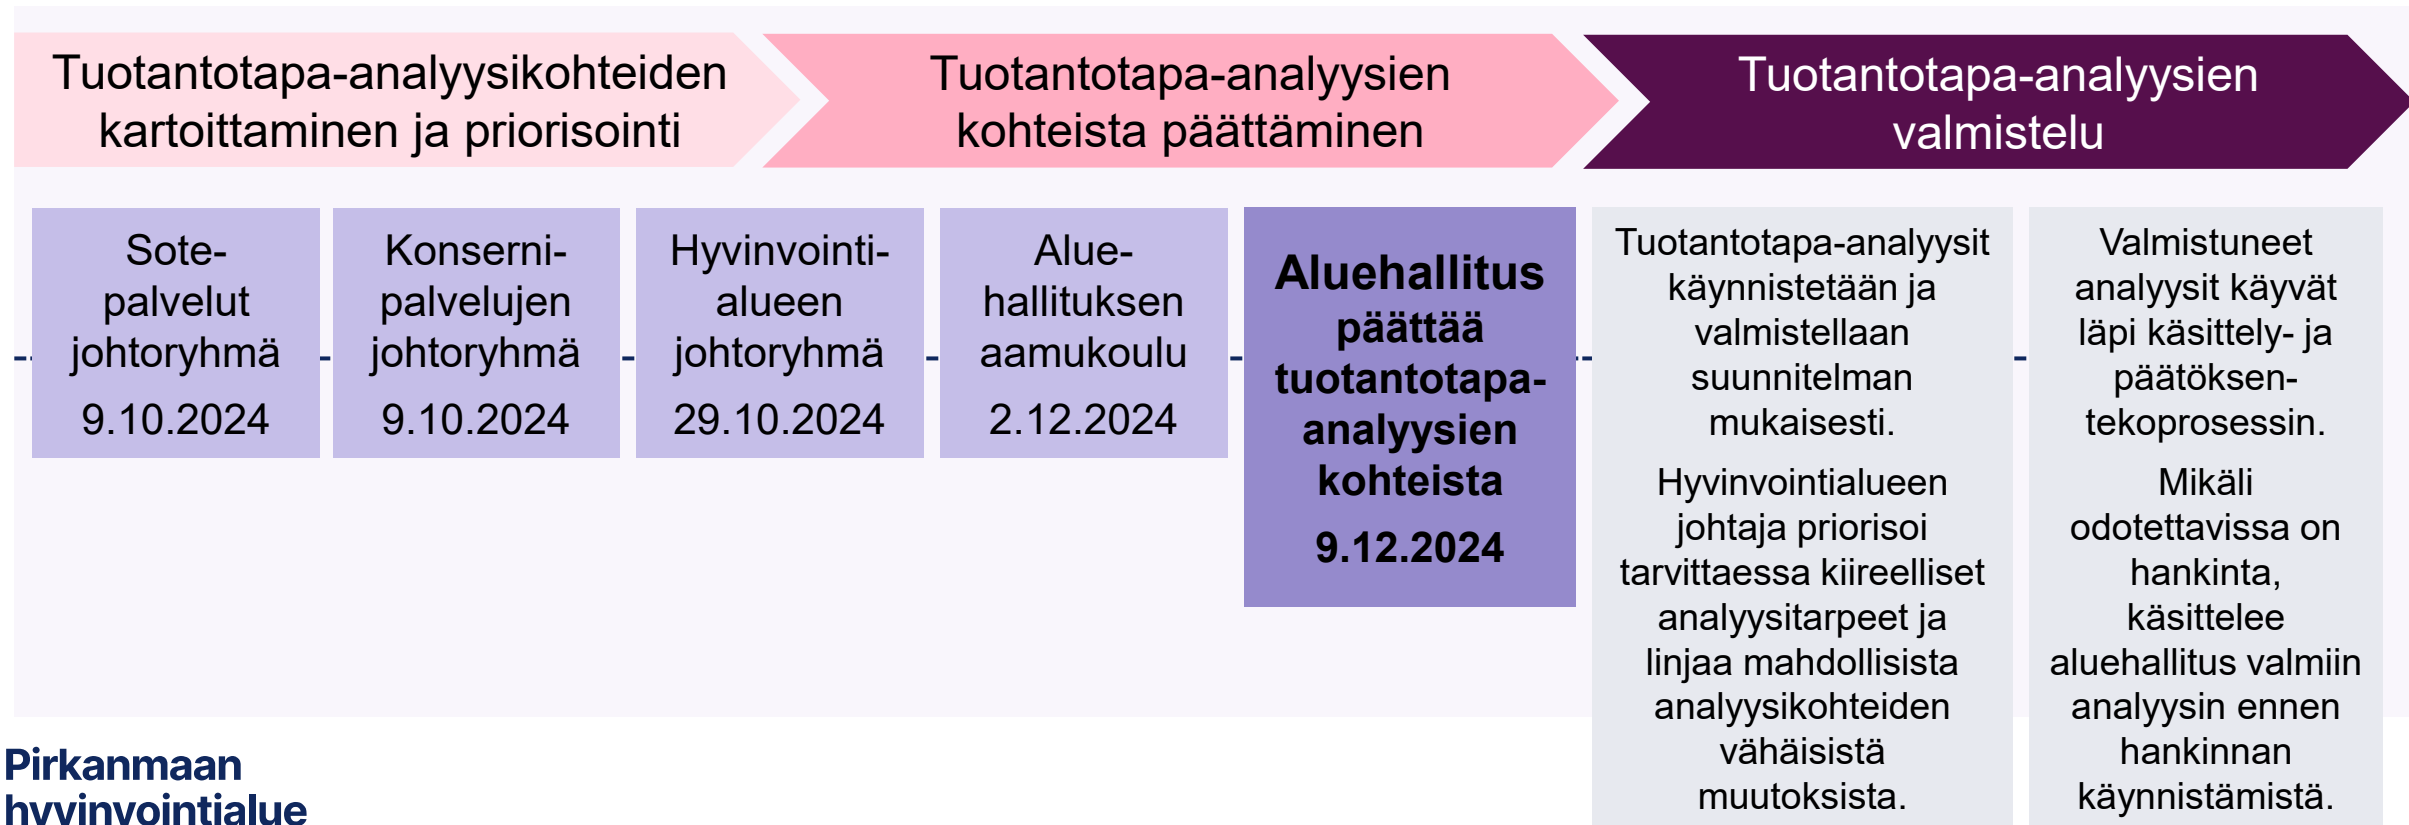 Tuotantotapa-analyysikohteiden
kartoittaminen ja priorisointi
Tuotantotapa-analyysien
kohteista päättäminen
Tuotantotapa-analyysien
valmistelu
Sote-
palvelut
johtoryhmä
9.10.2024
Konserni-
palvelujen
johtoryhmä
9.10.2024
Hyvinvointi-
alueen
johtoryhmä
29.10.2024
Alue-
hallituksen
aamukoulu
2.12.2024
Aluehallitus
päättää
tuotantotapa-
analyysien
kohteista
9.12.2024
Tuotantotapa-analyysit
käynnistetään ja
valmistellaan
suunnitelman
mukaisesti.
Hyvinvointialueen
johtaja priorisoi
tarvittaessa kiireelliset
analyysitarpeet ja
linjaa mahdollisista
analyysikohteiden
vähäisistä
muutoksista.
Valmistuneet
analyysit käyvät
läpi käsittely- ja
päätöksen-
tekoprosessin.
Mikäli
odotettavissa on
hankinta,
käsittelee
aluehallitus valmiin
analyysin ennen
hankinnan
käynnistämistä.
Pirkanmaan
hyvinvointialue